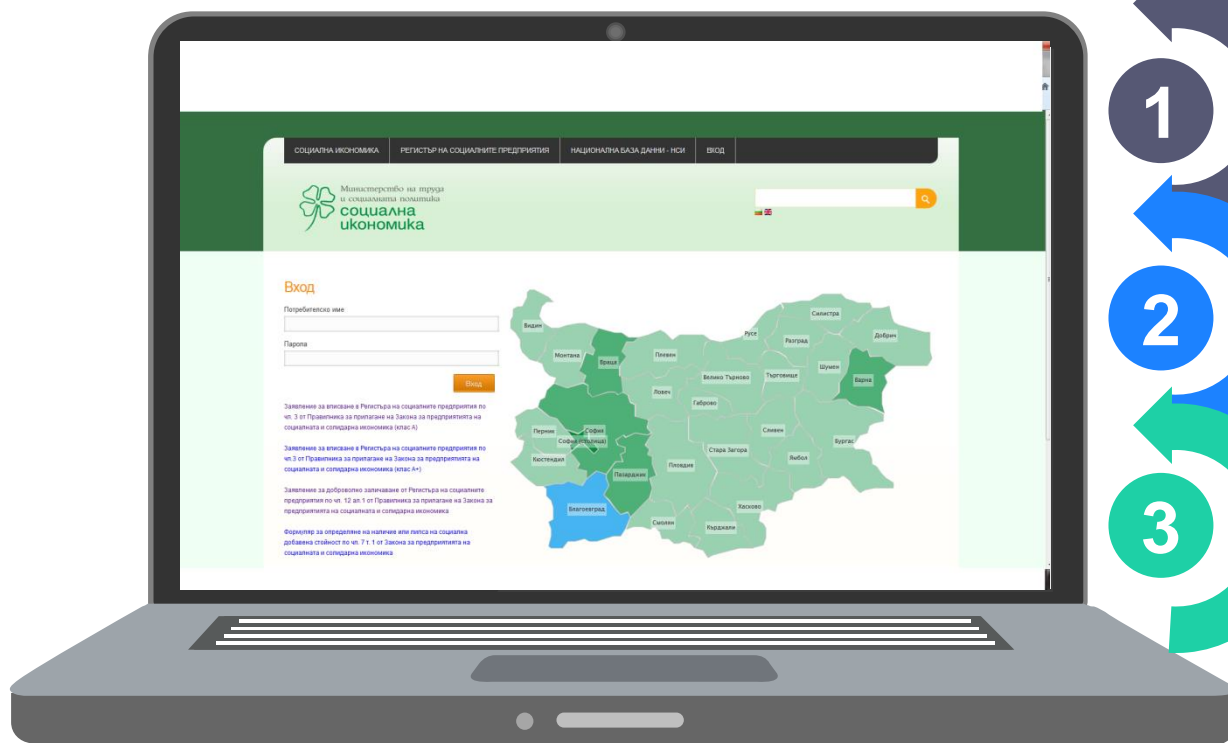 СОЦИАЛНА ИКОНОМИКА
РЕГИСТЪР НА СОЦИАЛНИТЕ ПРЕДПРИЯТИЯ
НАЦИОНАЛНА БАЗА ДАННИ - НСИ
ВХОД
Министерство на труда
и социалната политика
социална
икономика
Вход
Потребителско име
Парола
Вход
Заявление за вписване в Регистъра на социалните предприятия по
чл. 3 от Правилника за прилагане на Закона за предприятията на
социалната и солидарна икономика (клас А)
Заявление за вписване в Регистъра на социалните предприятия по
чл.3 от Правилника за прилагане на Закона за предприятията на
социалната и солидарна икономика (клас А+)
Заявление за доброволно заличаване от Регистъра на социалните
предприятия по чл. 12 ал.1 от Правилника за прилагане на Закона за
предприятията на социалната и солидарна икономика
Формуляр за определяне на наличие или липса на социална
добавена стойност по чл. 7 т. 1 от Закона за предприятията на
социалната и солидарна икономика
Видин
Монтана
Враца
Плевен
Русе
Силистра
Разград
Добрич
Шумен
Варна
Велико Търново
Търговище
Ловеч
Габрово
Перник
София
София (столица)
Кюстендил
Сливен
Бургас
Стара Загора
Ямбол
Пловдив
Пазарджик
Благоевград
Хасково
Смолян
Кърджали
1
2
3